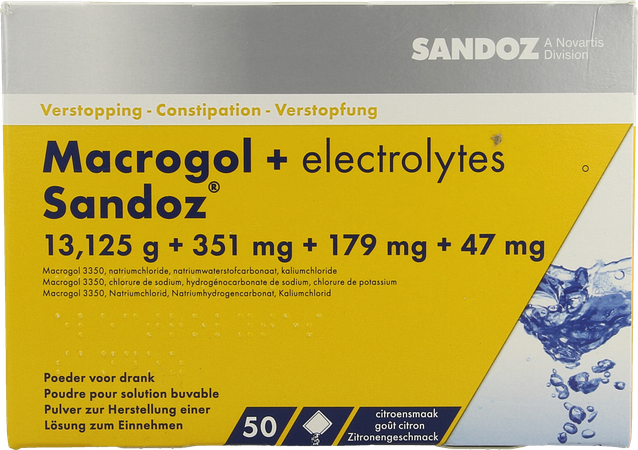 SANDOZ A Novartis Division
Verstopping - Constipation - Verstopfung
Macrogol + electrolytes
Sandoz®
13,125 g + 351 mg + 179 mg + 47 mg
Macrogol 3350, natriumchloride, natriumwaterstofcarbonaat, kaliumchloride
Macrogol 3350, chlorure de sodium, hydrogénocarbonate de sodium, chlorure de potassium
Macrogol 3350, Natriumchlorid, Natriumhydrogencarbonat, Kaliumchlorid
Poeder voor drank
Poudre pour solution buvable
Pulver zur Herstellung einer
Lösung zum Einnehmen
50
citroensmaak
goût citron
Zitronengeschmack